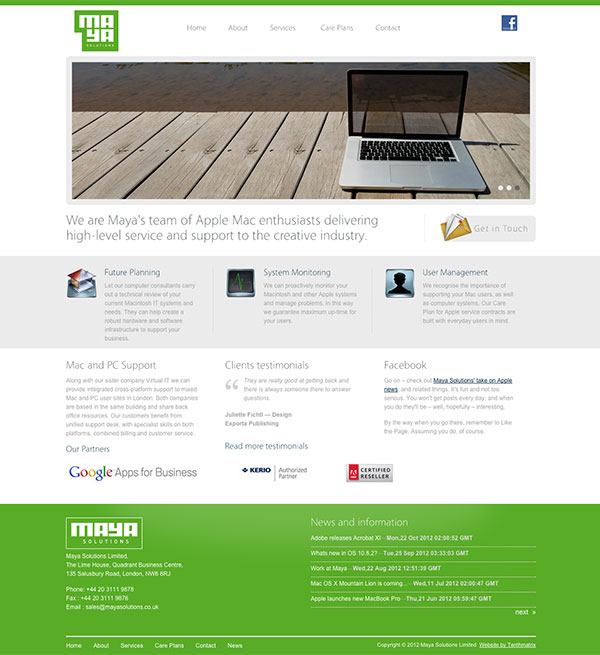 MAYA
SOLUTIONS
Home About Services Care Plans Contact
We are Maya's team of Apple Mac enthusiasts delivering
high-level service and support to the creative industry.
Get in Touch
Future Planning
Let our computer consultants carry
out a technical review of your
current Macintosh IT systems and
needs. They can help create a
robust hardware and software
infrastructure to support your
business.
System Monitoring
We can proactively monitor your
Macintosh and other Apple systems
and manage problems. In this way
we guarantee maximum up-time for
your users.
User Management
We recognise the importance of
supporting your Mac users, as well
as computer systems. Our Care
Plan for Apple service contracts are
built with everyday users in mind.
Mac and PC Support
Along with our sister company Virtual IT we can
provide integrated cross-platform support to mixed
Mac and PC user sites in London. Both companies
are based in the same building and share back
office resources. Our customers benefit from
unified support desk, with specialist skills on both
platforms, combined billing and customer service.
Our Partners
Google Apps for Business
Clients testimonials
“ They are really good at getting back and
there is always someone there to answer
questions.
Juliette Fichtl — Design
Exporta Publishing
Read more testimonials
KERIO Authorized
Partner
Facebook
Go on – check out Maya Solutions' take on Apple
news, and related things. It's fun and not too
serious. You won't get posts every day, and when
you do they'll be – well, hopefully – interesting.
By the way when you go there, remember to Like
the Page. Assuming you do, of course.
CERTIFIED
RESELLER
MAYA
SOLUTIONS
Maya Solutions Limited,
The Lime House, Quadrant Business Centre,
135 Salusbury Road, London, NW6 6RJ
Phone: +44 20 3111 9876
Fax : +44 20 3111 9876
Email : sales@mayasolutions.co.uk
News and information
Adobe releases Acrobat XI - Mon,22 Oct 2012 02:08:52 GMT
Whats new in OS 10.8.2? - Tue,25 Sep 2012 03:33:03 GMT
Work at Maya - Wed,22 Aug 2012 12:51:39 GMT
Mac OS X Mountain Lion is coming... - Wed,11 Jul 2012 02:00:47 GMT
Apple launches new MacBook Pro - Thu,21 Jun 2012 05:59:47 GMT
next »
Home About Services Care Plans Contact News
Copyright © 2012 Maya Solutions Limited. Website by Tenthmatrix